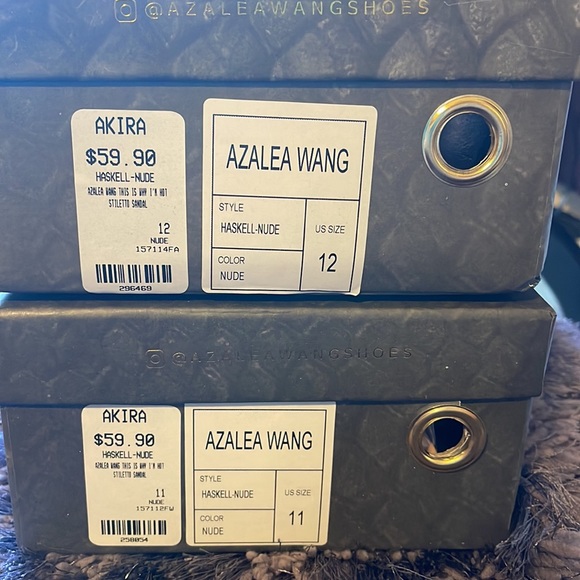 @AZALEAWANGSHOES
AKIRA
$59.90
HASKELL-NUDE
AZALEA WANG THIS IS WHY I'M HOT
STILETTO SANDAL
12
NUDE
157114FA
296469
AZALEA WANG
STYLE
HASKELL-NUDE
US SIZE
12
COLOR
NUDE
@AZALEAWANGSHOES
AKIRA
$59.90
HASKELL-NUDE
AZALEA WANG THIS IS WHY I'M HOT
STILETTO SANDAL
11
NUDE
157112FW
258054
AZALEA WANG
STYLE
HASKELL-NUDE
US SIZE
11
COLOR
NUDE